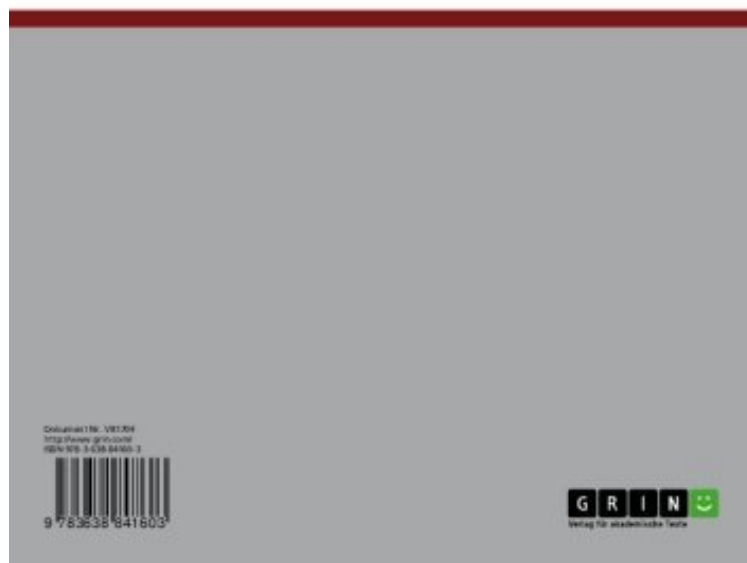 Dokument Nr.
http://www.grin.com/
ISBN 978-3-638-84160-3
9 783638 841603
GRIN
Verlag für akademische Texte